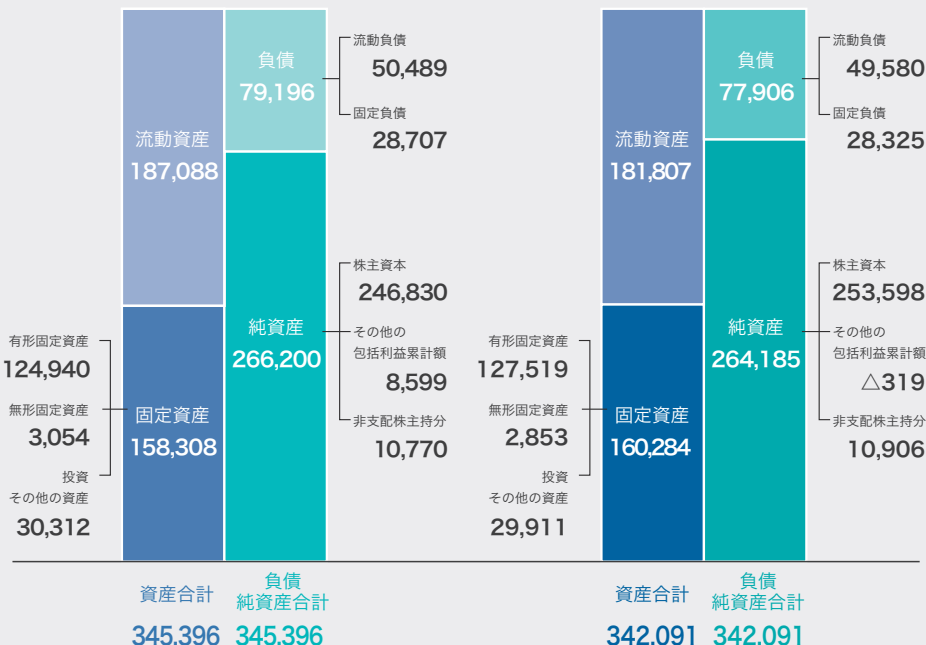 負債
79,196
流動負債
50,489
固定負債
28,707
流動資産
187,088
株主資本
246,830
純資産
266,200
その他の
包括利益累計額
8,599
非支配株主持分
10,770
有形固定資産
124,940
無形固定資産
3,054
投資
その他の資産
30,312
固定資産
158,308
資産合計
345,396
負債
純資産合計
345,396
負債
77,906
流動負債
49,580
固定負債
28,325
流動資産
181,807
株主資本
253,598
純資産
264,185
その他の
包括利益累計額
△319
非支配株主持分
10,906
有形固定資産
127,519
無形固定資産
2,853
投資
その他の資産
29,911
固定資産
160,284
資産合計
342,091
負債
純資産合計
342,091